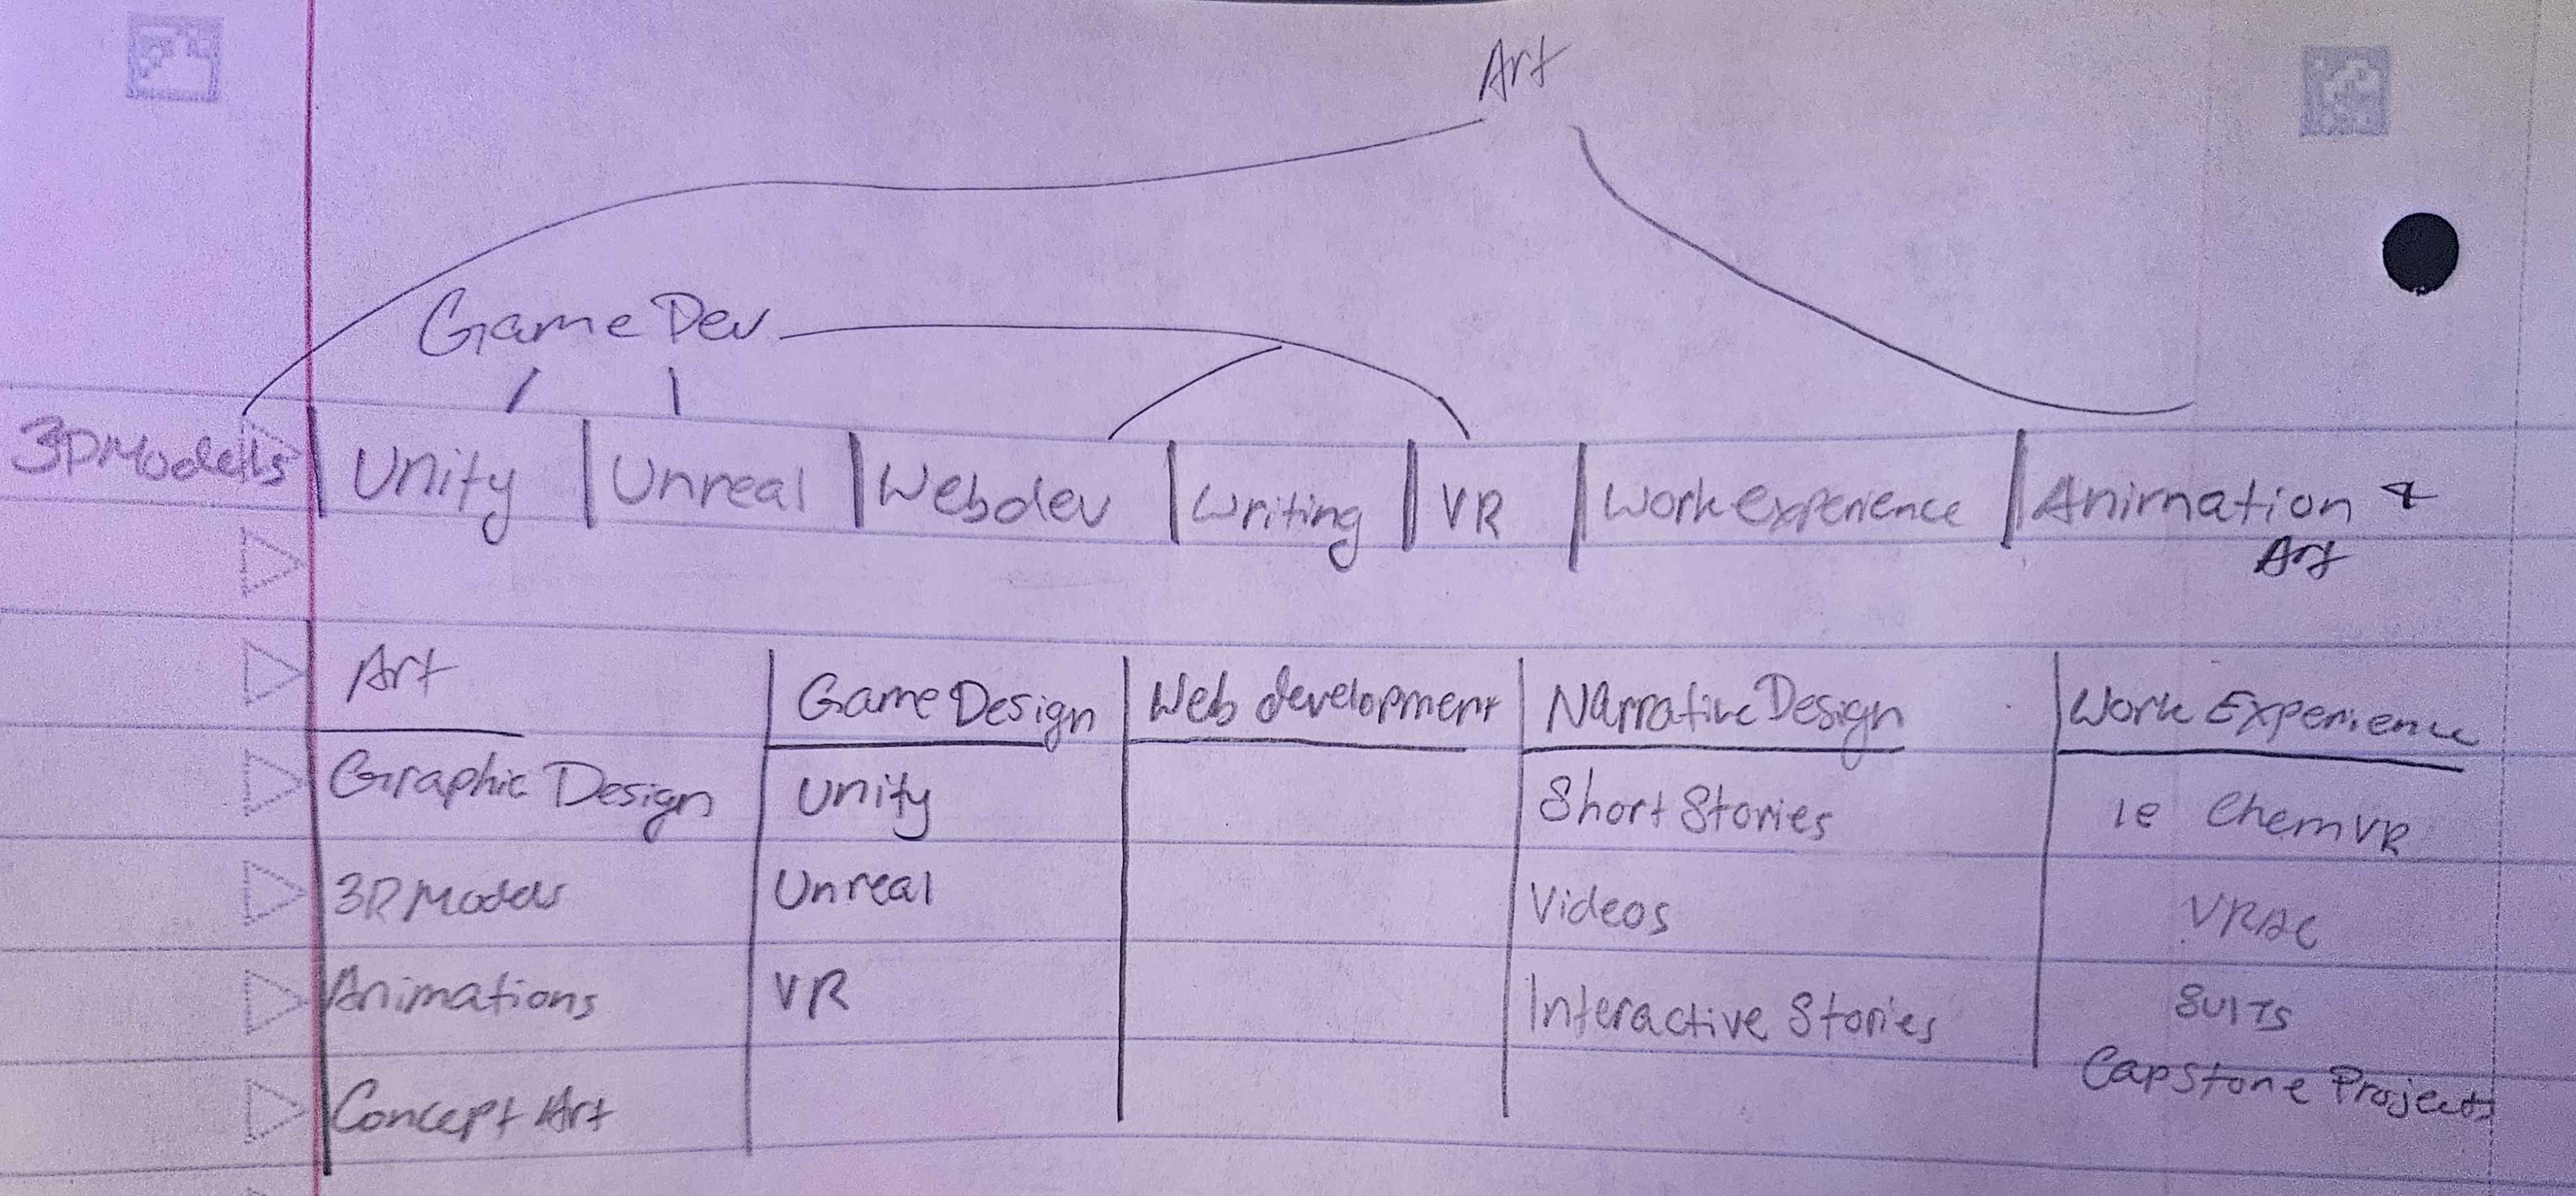 Art
Game Dev
3D Models | Unity | Unreal | Webdev | Writing | VR | Work experience | Animation &
Art
Art | Game Design | Web development | Narrative Design | Work Experience
Graphic Design | Unity | Short Stories | ie ChemVR
3D Models | Unreal | Videos | VRAC
Animations | VR | Interactive Stories | SUITS
Concept Art | Capstone Projects